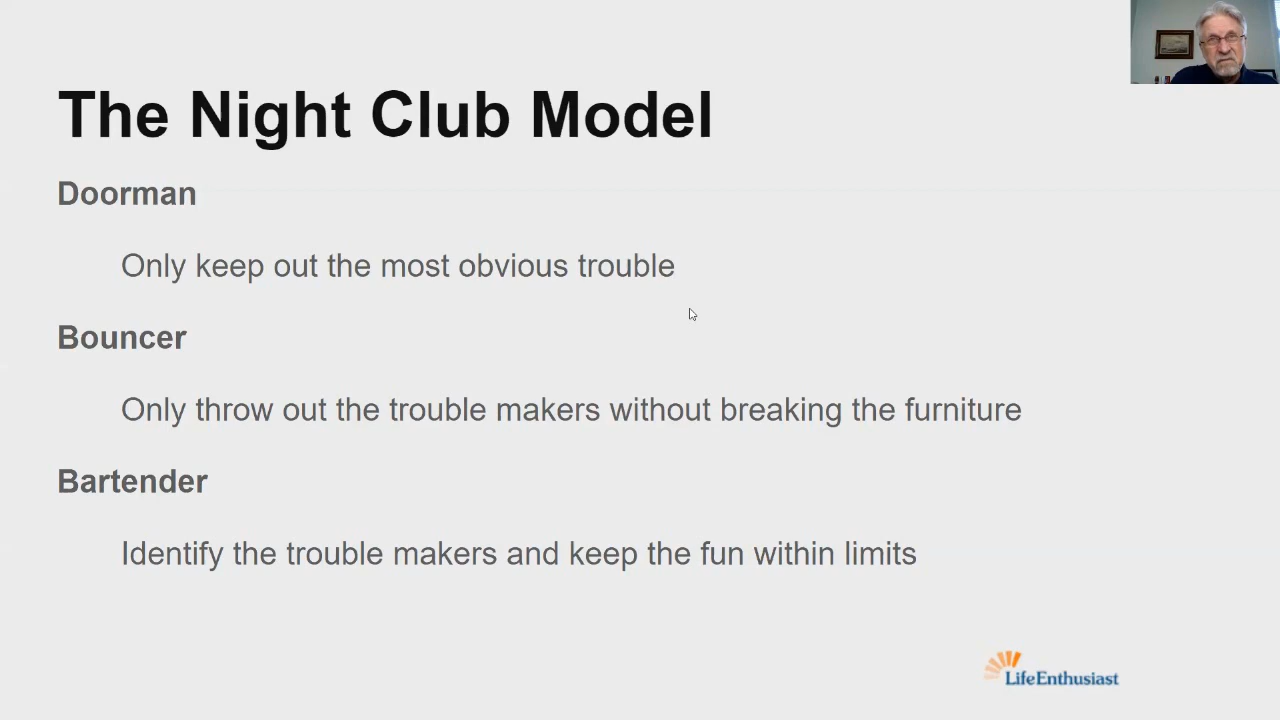 The Night Club Model
Doorman
Only keep out the most obvious trouble
Bouncer
Only throw out the trouble makers without breaking the furniture
Bartender
Identify the trouble makers and keep the fun within limits
LifeEnthusiast